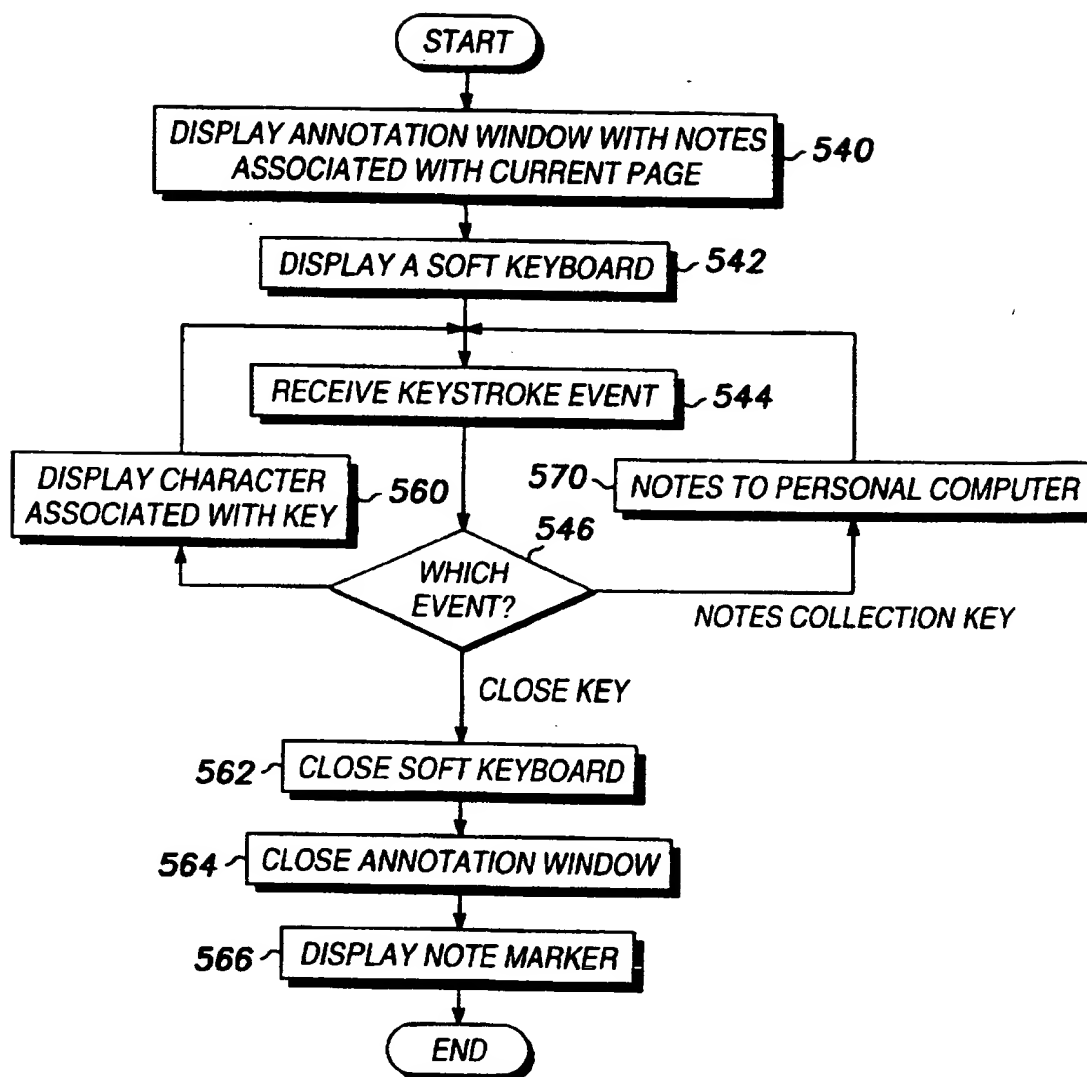 START
DISPLAY ANNOTATION WINDOW WITH NOTES
ASSOCIATED WITH CURRENT PAGE
540
DISPLAY A SOFT KEYBOARD
542
RECEIVE KEYSTROKE EVENT
544
DISPLAY CHARACTER
ASSOCIATED WITH KEY
560
570
NOTES TO PERSONAL COMPUTER
546
WHICH
EVENT?
NOTES COLLECTION KEY
CLOSE KEY
562
CLOSE SOFT KEYBOARD
564
CLOSE ANNOTATION WINDOW
566
DISPLAY NOTE MARKER
END